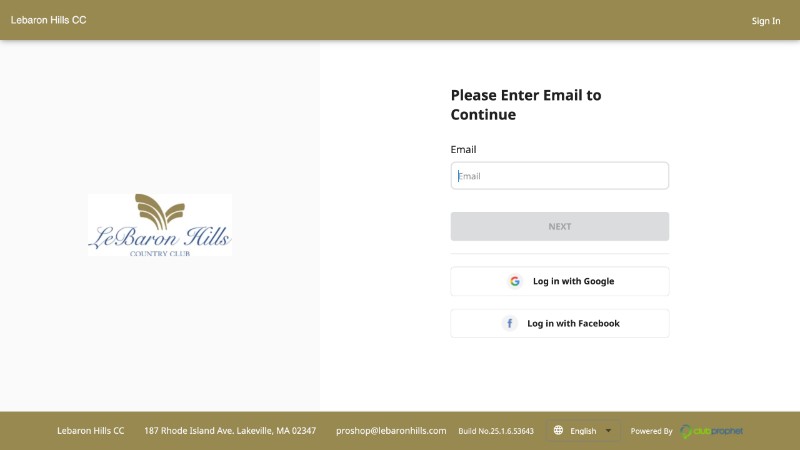 Lebaron Hills CC
Sign In
LeBaron Hills
COUNTRY CLUB
Please Enter Email to
Continue
Email
Email
NEXT
Log in with Google
Log in with Facebook
Lebaron Hills CC 187 Rhode Island Ave. Lakeville, MA 02347 proshop@lebaronhills.com Build No.25.1.6.53643 English Powered By clubprophet